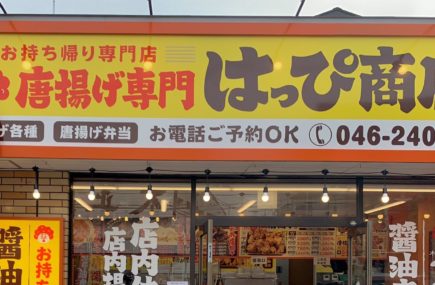 お持ち帰り専門店
唐揚げ専門 はっぴ商店
げ各種 唐揚げ弁当 お電話ご予約OK 046-240
お持ち
醤油
店内
店内揚
醤油